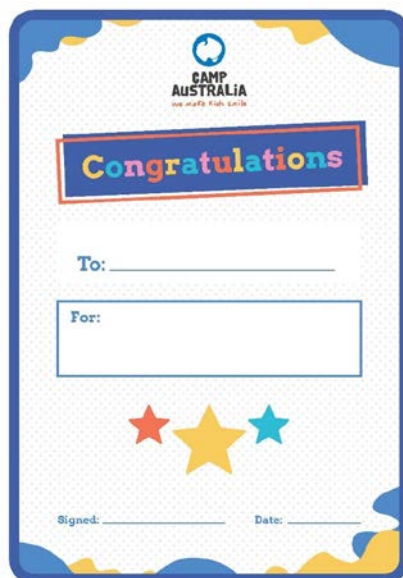 CAMP
AUSTRALiA
we make kids smile
Congratulations
To:
For:
Signed: Date: